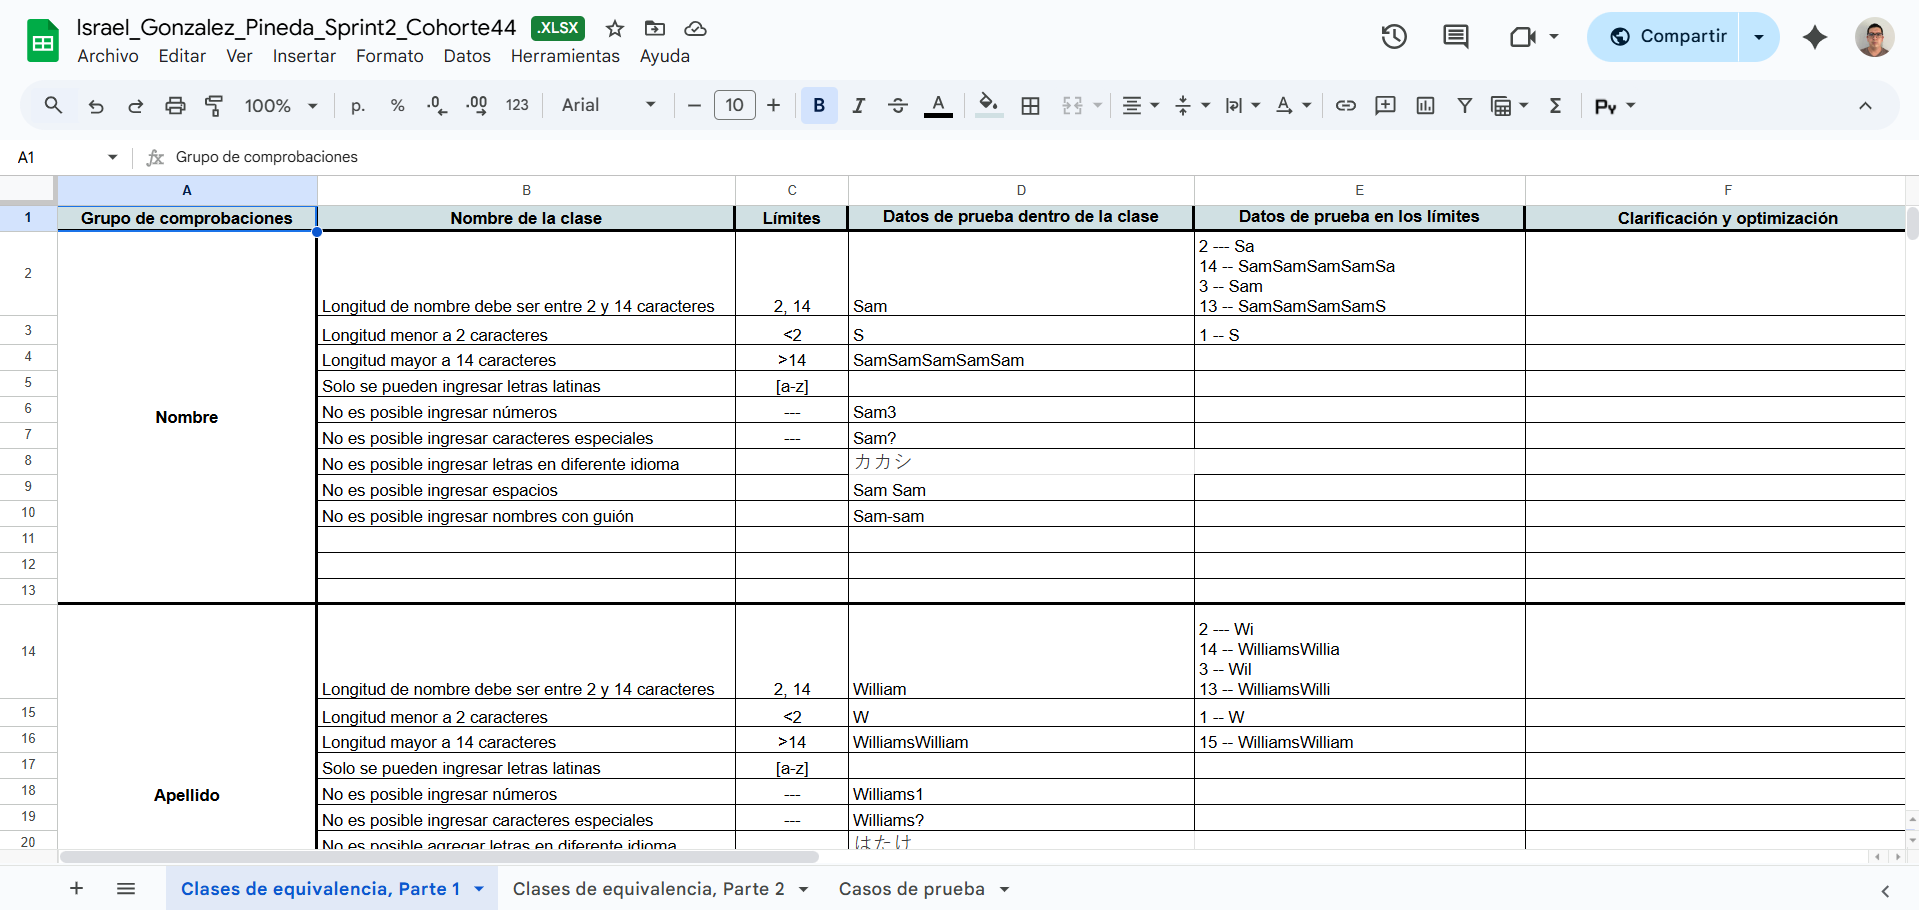 Israel_Gonzalez_Pineda_Sprint2_Cohorte44 .XLSX
Archivo Editar Ver Insertar Formato Datos Herramientas Ayuda
Compartir
100% p. % .0 .00 123 Arial 10 B I A A Σ Py
A1 fx Grupo de comprobaciones
A B C D E F
1 Grupo de comprobaciones Nombre de la clase Límites Datos de prueba dentro de la clase Datos de prueba en los límites Clarificación y optimización
2 --- Sa
14 -- SamSamSamSamSa
3 -- Sam
2 Longitud de nombre debe ser entre 2 y 14 caracteres 2, 14 Sam 13 -- SamSamSamSamS
3 Longitud menor a 2 caracteres <2 S 1 -- S
4 Longitud mayor a 14 caracteres >14 SamSamSamSamSam
5 Solo se pueden ingresar letras latinas [a-z]
6 Nombre No es posible ingresar números --- Sam3
7 No es posible ingresar caracteres especiales --- Sam?
8 No es posible ingresar letras en diferente idioma カカシ
9 No es posible ingresar espacios Sam Sam
10 No es posible ingresar nombres con guión Sam-sam
11
12
13
2 --- Wi
14 -- WilliamsWillia
3 -- Wil
14 Longitud de nombre debe ser entre 2 y 14 caracteres 2, 14 William 13 -- WilliamsWilli
15 Longitud menor a 2 caracteres <2 W 1 -- W
16 Longitud mayor a 14 caracteres >14 WilliamsWilliam 15 -- WilliamsWilliam
17 Solo se pueden ingresar letras latinas [a-z]
18 Apellido No es posible ingresar números --- Williams1
19 No es posible ingresar caracteres especiales --- Williams?
20 No es posible agregar letras en diferente idioma はたけ
Clases de equivalencia, Parte 1 Clases de equivalencia, Parte 2 Casos de prueba